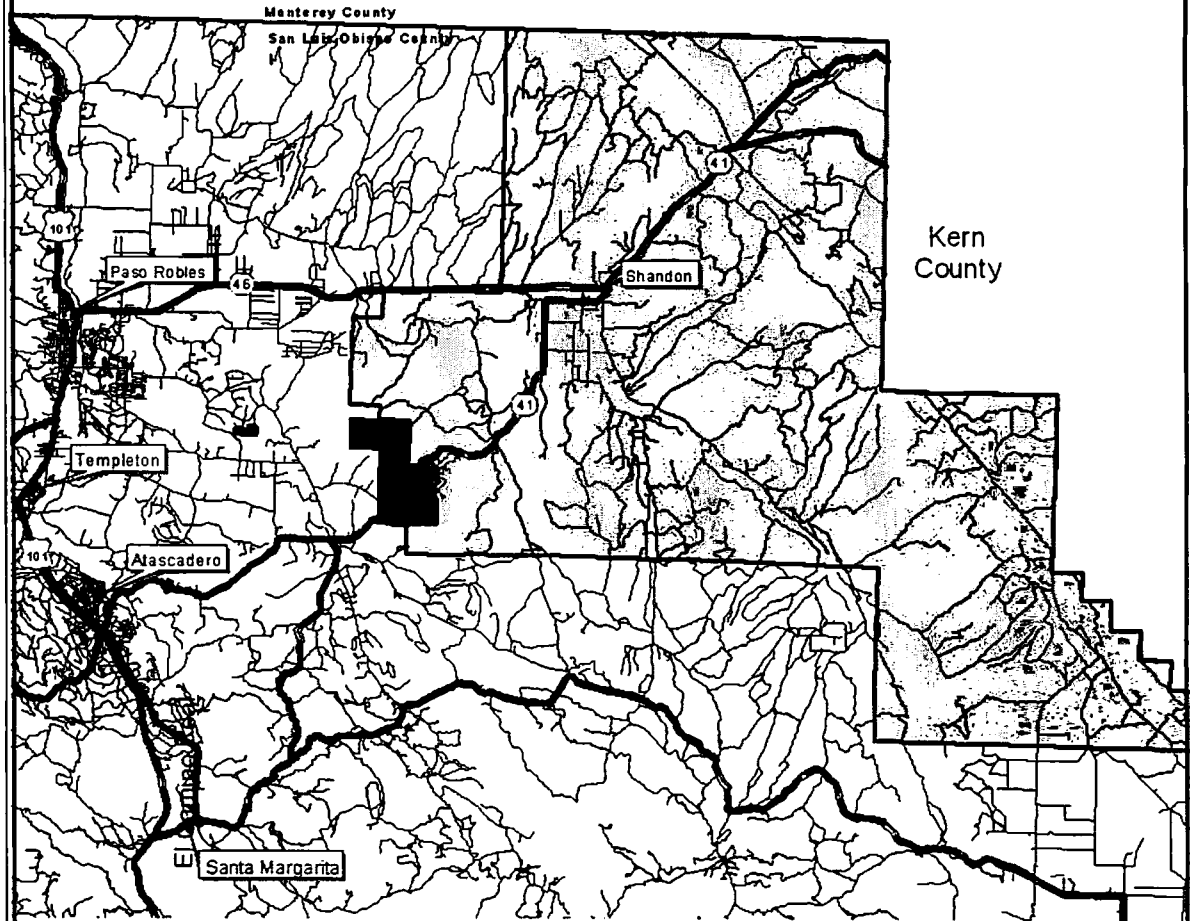 Monterey County
San Luis Obispo County
41
101
Kern
County
Paso Robles
46
Shandon
41
Templeton
101
Atascadero
Santa Margarita